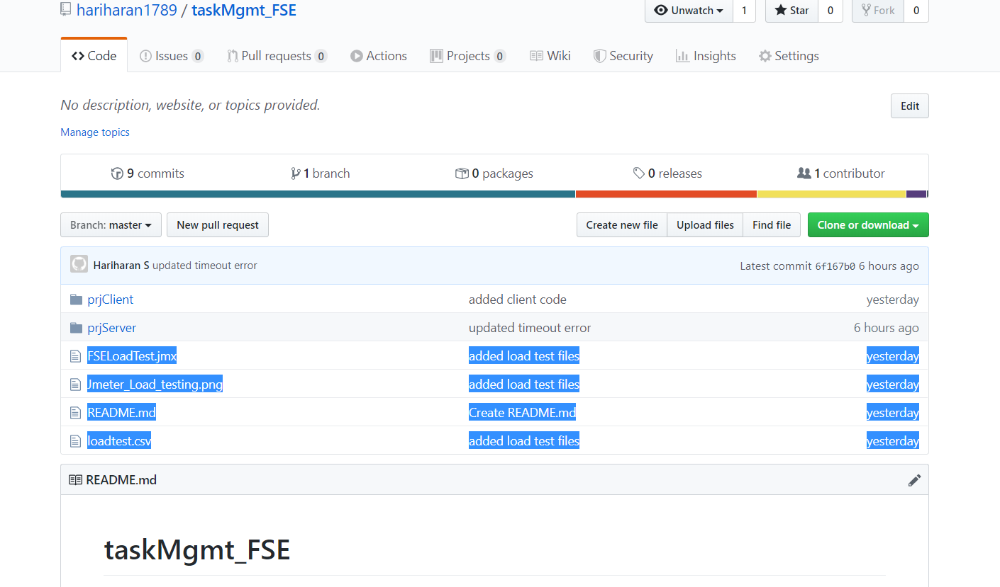 hariharan1789 / taskMgmt_FSE
Unwatch 1 Star 0 Fork 0
Code Issues 0 Pull requests 0 Actions Projects 0 Wiki Security Insights Settings
No description, website, or topics provided. Edit
Manage topics
9 commits 1 branch 0 packages 0 releases 1 contributor
Branch: master New pull request Create new file Upload files Find file Clone or download
Hariharan S updated timeout error Latest commit 6f167b0 6 hours ago
prjClient added client code yesterday
prjServer updated timeout error 6 hours ago
FSELoadTest.jmx added load test files yesterday
Jmeter_Load_testing.png added load test files yesterday
README.md Create README.md yesterday
loadtest.csv added load test files yesterday
README.md
taskMgmt_FSE